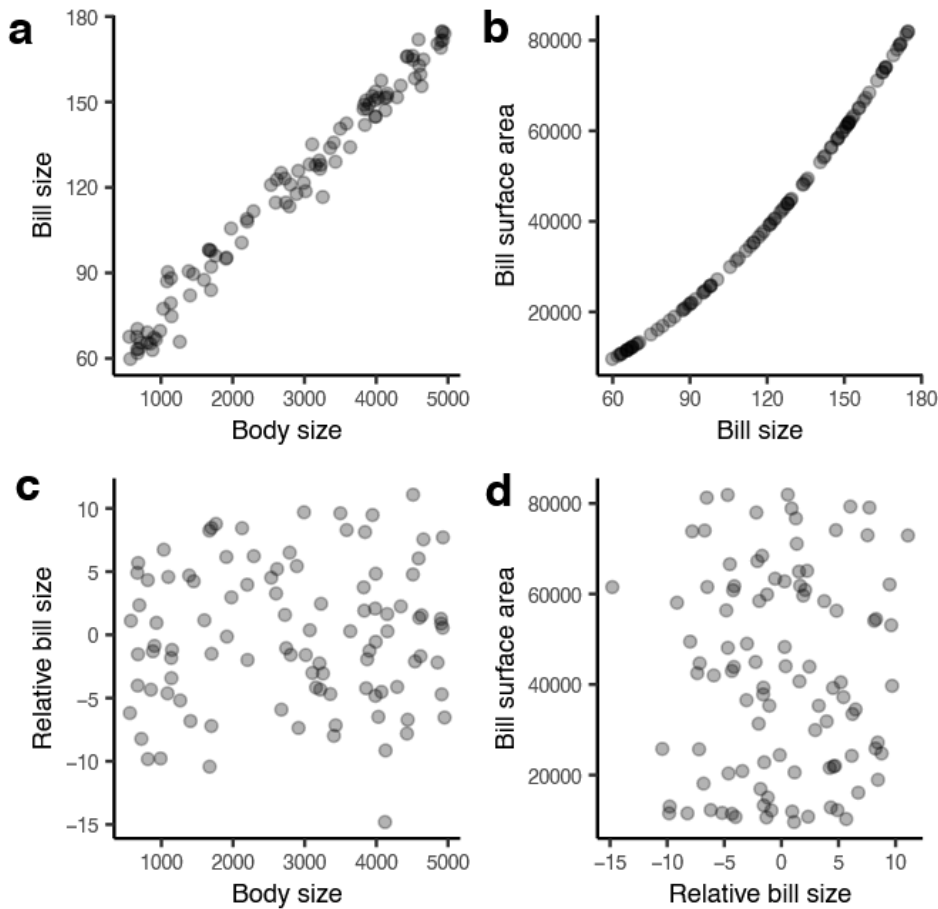 a
180
150
120
90
60
Bill size
1000 2000 3000 4000 5000
Body size
b
80000
60000
40000
20000
Bill surface area
60 90 120 150 180
Bill size
c
10
5
0
−5
−10
−15
Relative bill size
1000 2000 3000 4000 5000
Body size
d
80000
60000
40000
20000
Bill surface area
−15 −10 −5 0 5 10
Relative bill size